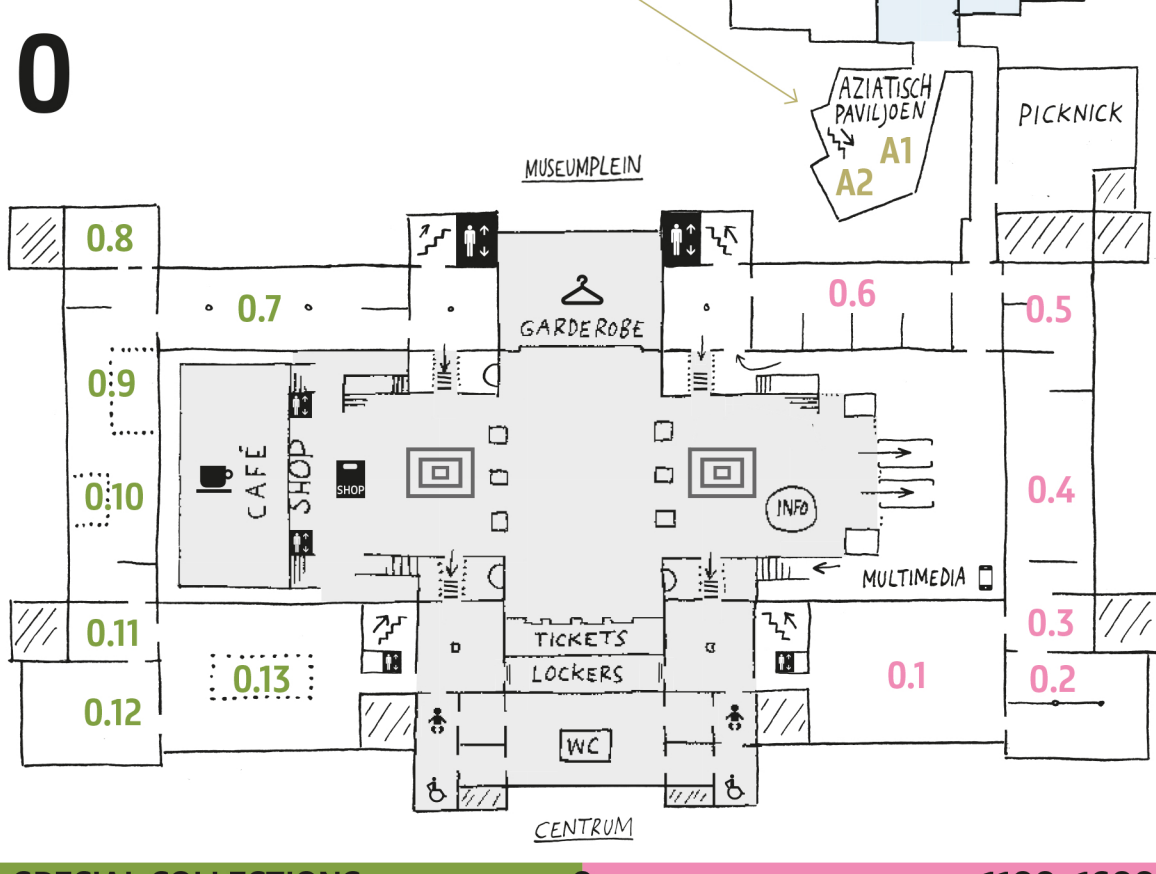 0
AZIATISCH
PAVILJOEN
A1
A2
PICKNICK
MUSEUMPLEIN
0.8
0.7
0.6
0.5
GARDEROBE
0.9
CAFÉ
SHOP
SHOP
INFO
0.10
0.4
MULTIMEDIA
0.11
0.3
TICKETS
LOCKERS
0.13
0.1
0.2
0.12
WC
CENTRUM
SPECIAL COLLECTIONS